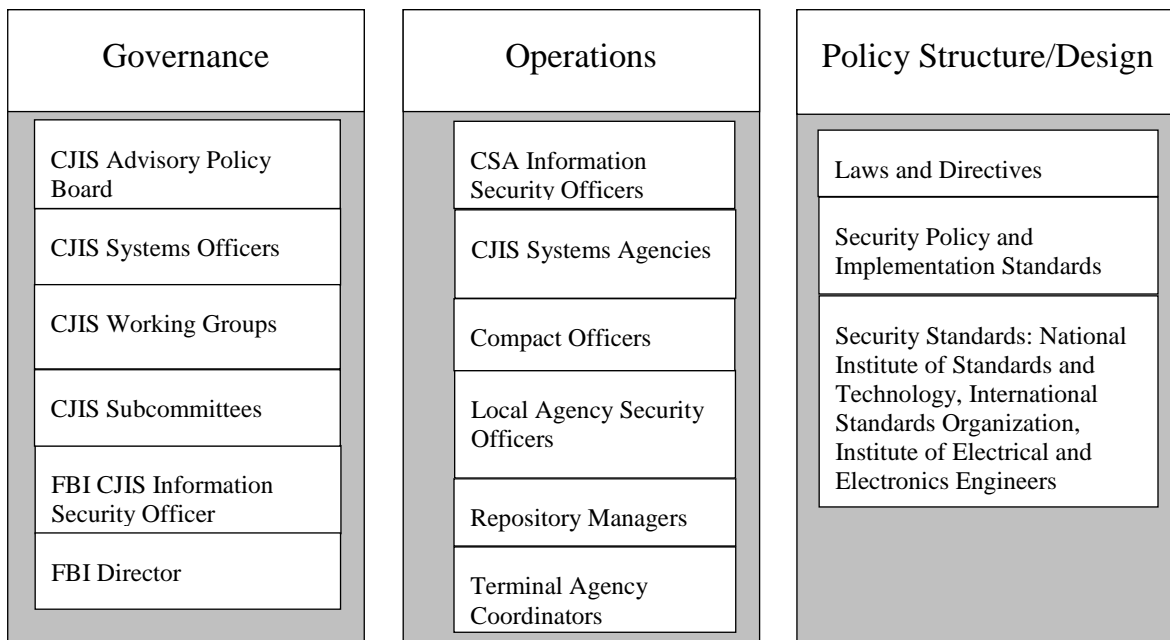 Governance
CJIS Advisory Policy
Board
CJIS Systems Officers
CJIS Working Groups
CJIS Subcommittees
FBI CJIS Information
Security Officer
FBI Director
Operations
CSA Information
Security Officers
CJIS Systems Agencies
Compact Officers
Local Agency Security
Officers
Repository Managers
Terminal Agency
Coordinators
Policy Structure/Design
Laws and Directives
Security Policy and
Implementation Standards
Security Standards: National
Institute of Standards and
Technology, International
Standards Organization,
Institute of Electrical and
Electronics Engineers